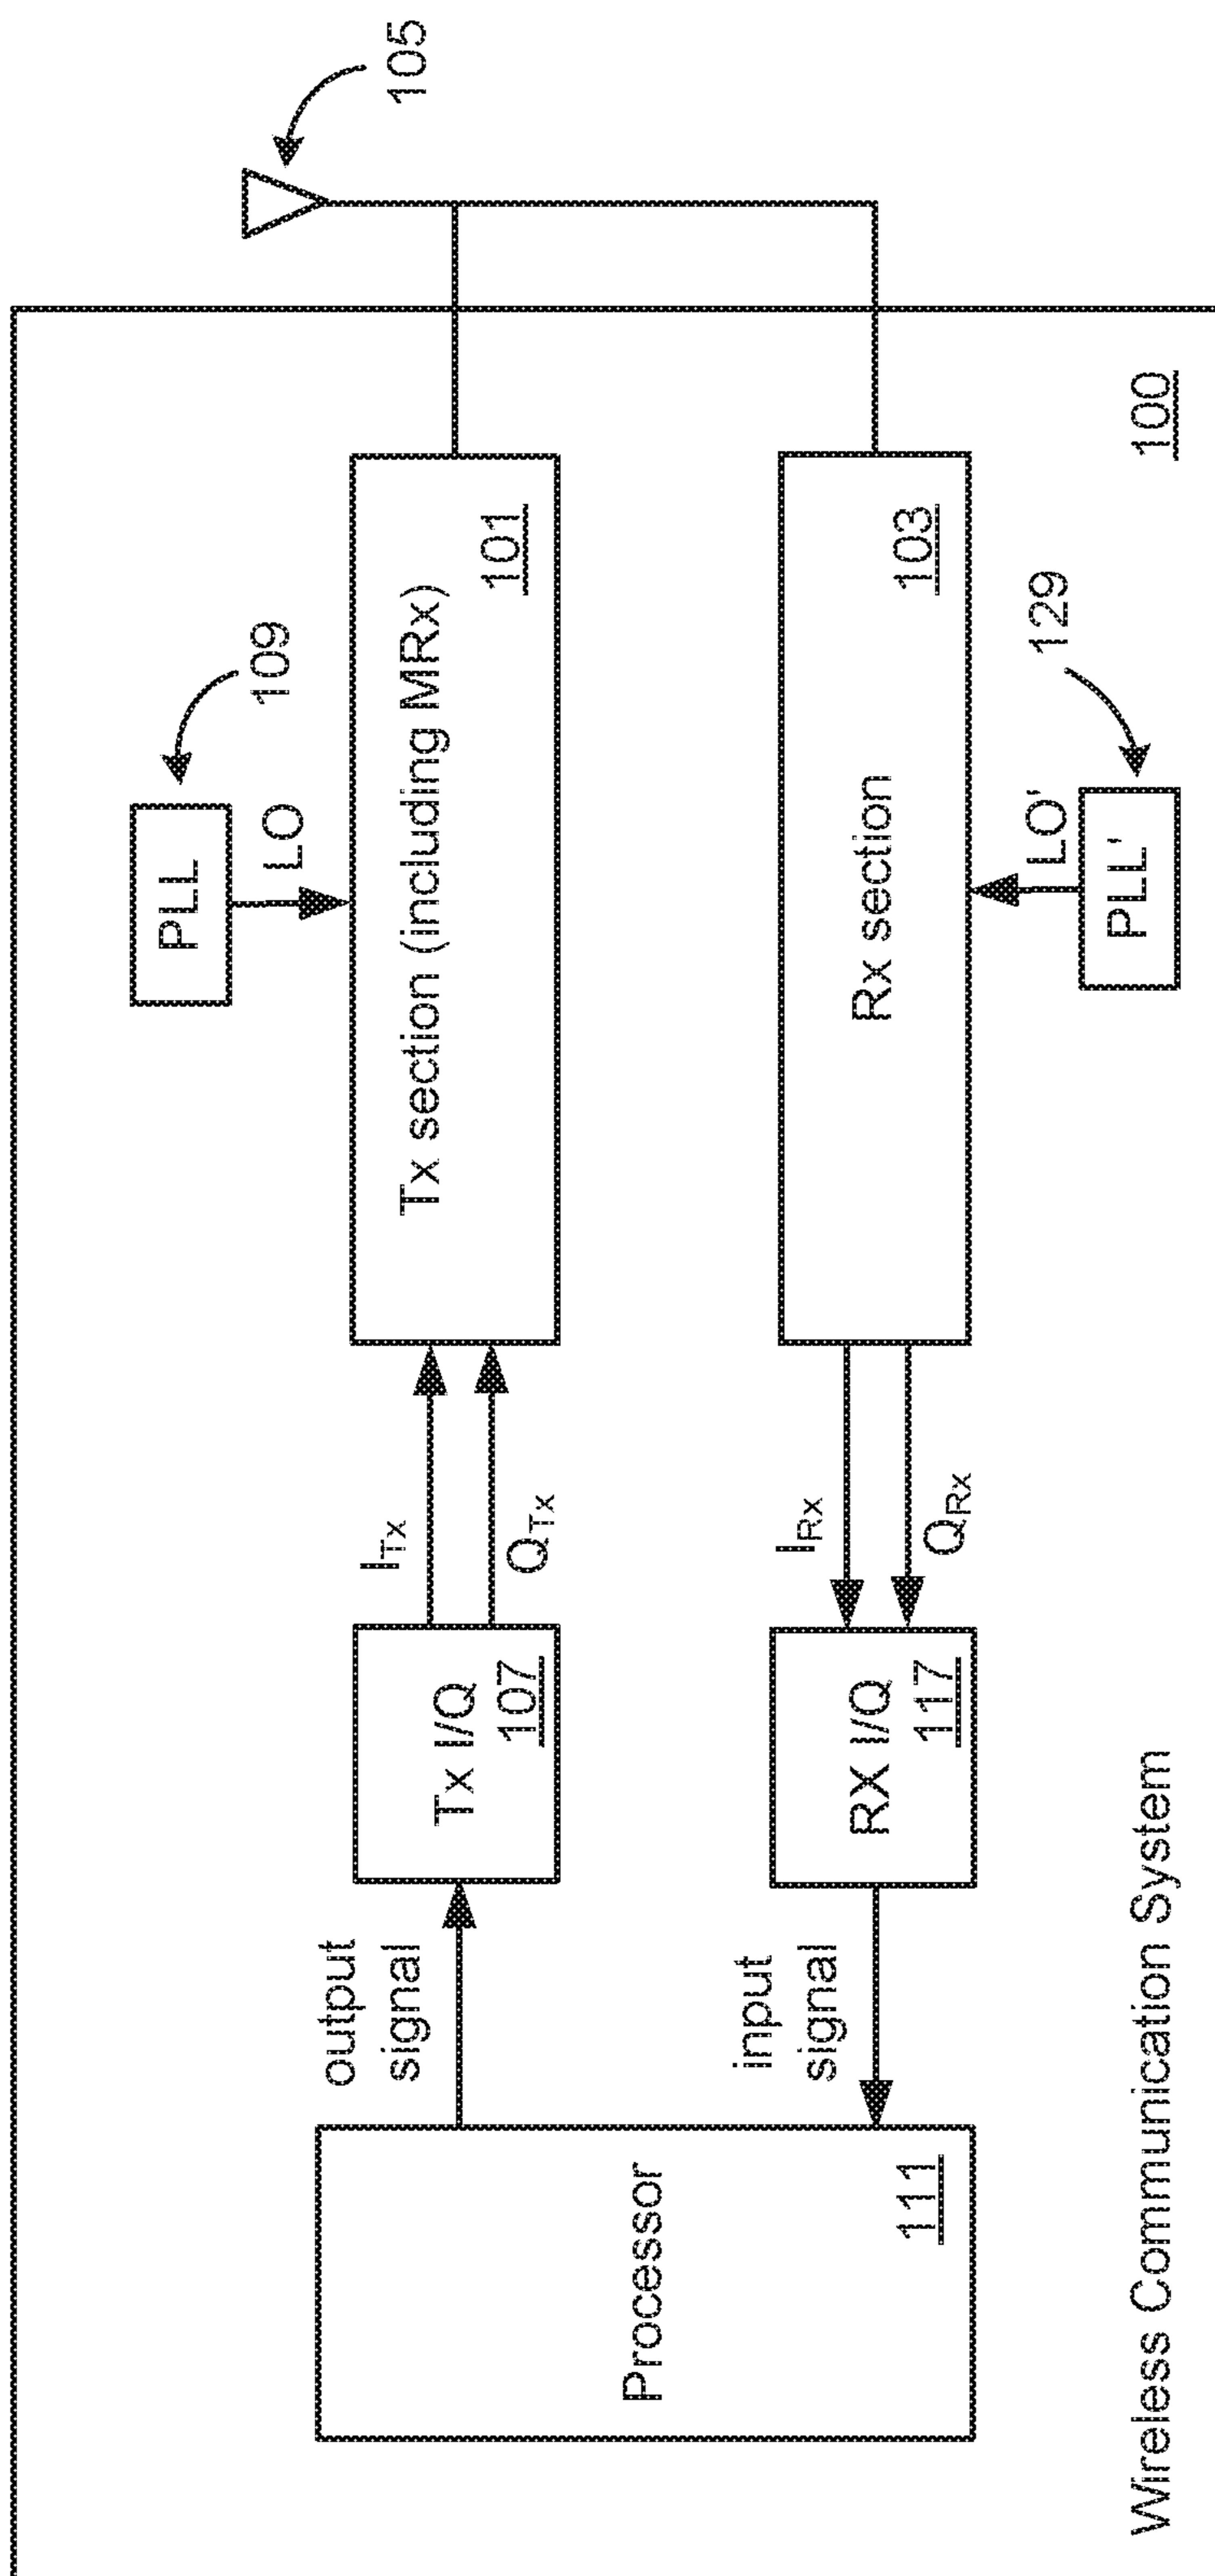 105
109
PLL
LO
Tx section (including MRx)
101
I_Tx
Q_Tx
Tx I/Q
107
output
signal
Processor
111
input
signal
RX I/Q
117
I_Rx
Q_Rx
Rx section
103
LO'
PLL'
129
100
Wireless Communication System